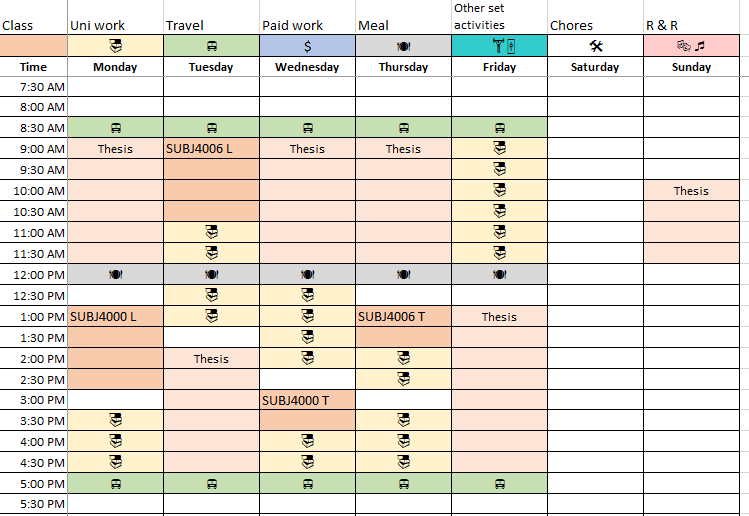 Other set
Class Uni work Travel Paid work Meal activities Chores R & R
$
Time Monday Tuesday Wednesday Thursday Friday Saturday Sunday
7:30 AM
8:00 AM
8:30 AM
9:00 AM Thesis SUBJ4006 L Thesis Thesis
9:30 AM
10:00 AM Thesis
10:30 AM
11:00 AM
11:30 AM
12:00 PM
12:30 PM
1:00 PM SUBJ4000 L SUBJ4006 T Thesis
1:30 PM
2:00 PM Thesis
2:30 PM
3:00 PM SUBJ4000 T
3:30 PM
4:00 PM
4:30 PM
5:00 PM
5:30 PM